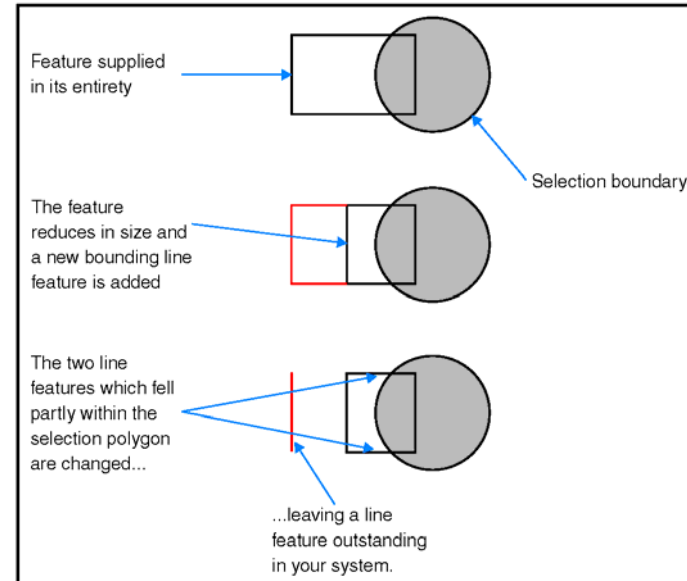 Feature supplied
in its entirety
Selection boundary
The feature
reduces in size and
a new bounding line
feature is added
The two line
features which fell
partly within the
selection polygon
are changed...
...leaving a line
feature outstanding
in your system.